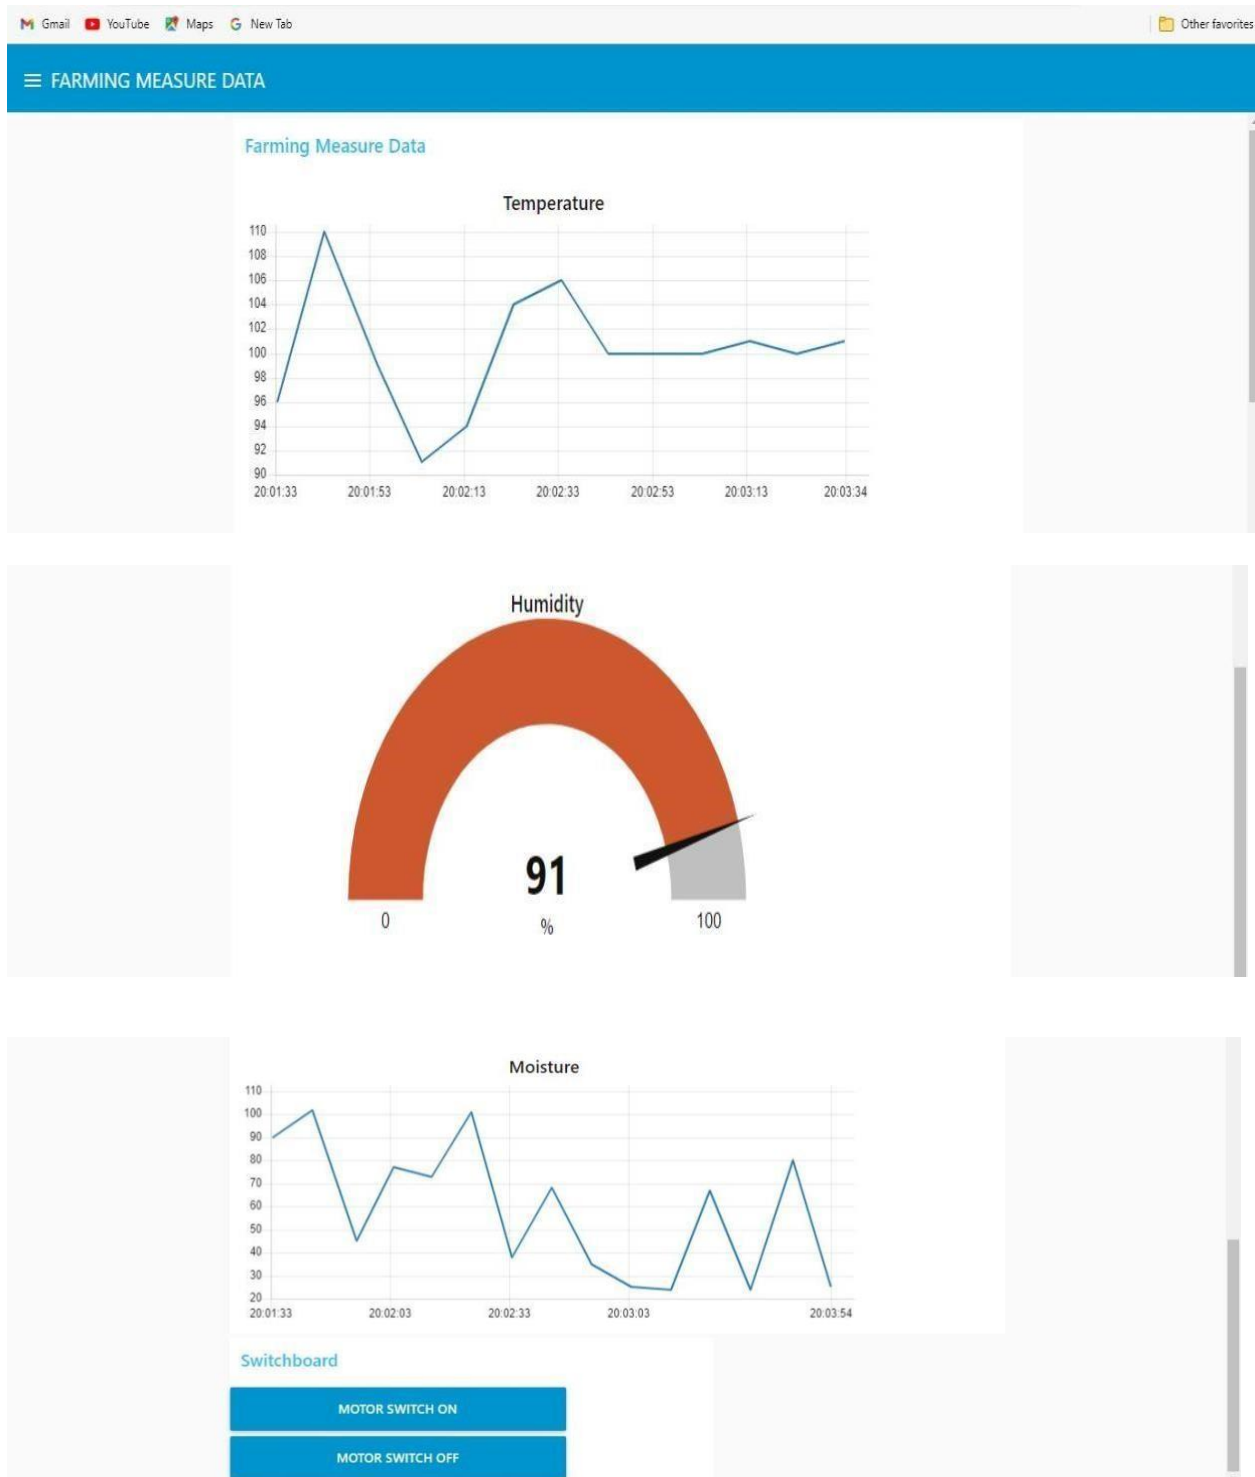 Gmail YouTube Maps New Tab Other favorites
FARMING MEASURE DATA
Farming Measure Data
Temperature
110
108
106
104
102
100
98
96
94
92
90
20:01:33 20:01:53 20:02:13 20:02:33 20:02:53 20:03:13 20:03:34
Humidity
91
0 % 100
Moisture
110
100
90
80
70
60
50
40
30
20
20:01:33 20:02:03 20:02:33 20:03:03 20:03:54
Switchboard
MOTOR SWITCH ON
MOTOR SWITCH OFF